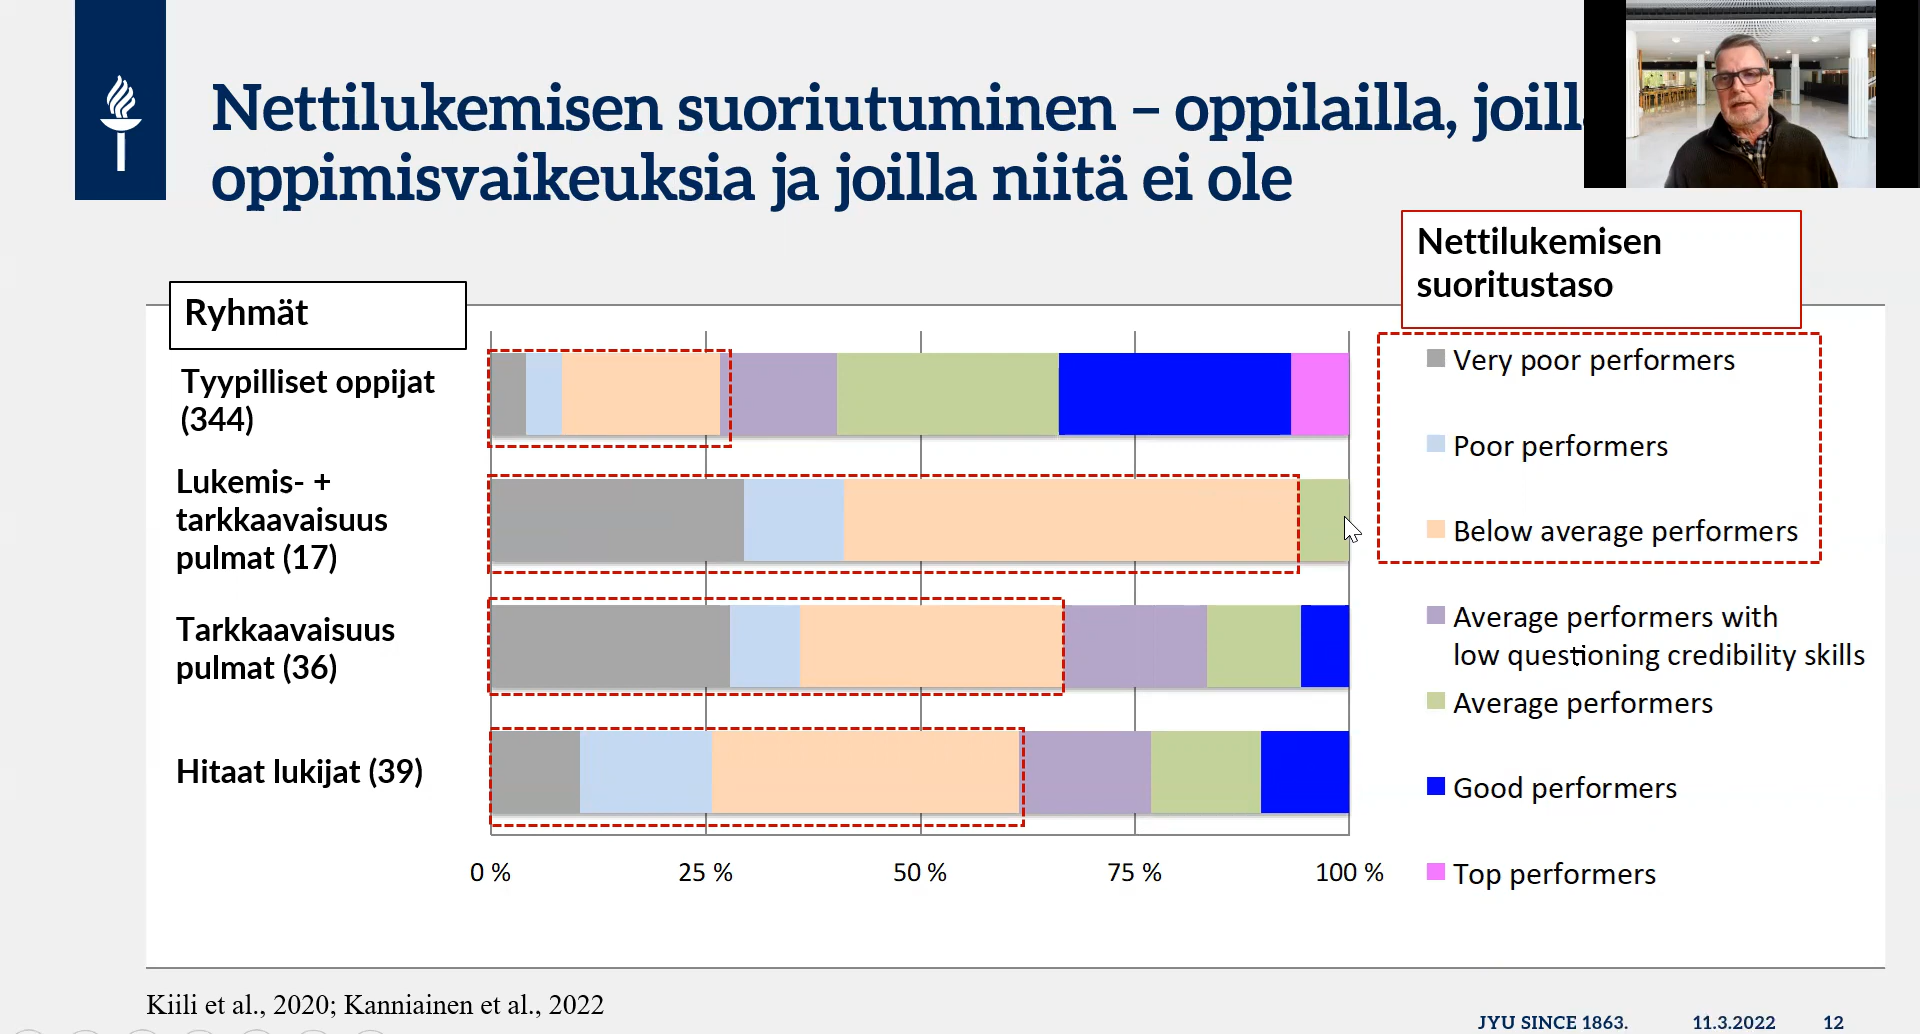 Nettilukemisen suoriutuminen – oppilailla, joilla
oppimisvaikeuksia ja joilla niitä ei ole
Nettilukemisen
suoritustaso
Ryhmät
Tyypilliset oppijat
(344)
Lukemis- +
tarkkaavaisuus
pulmat (17)
Tarkkaavaisuus
pulmat (36)
Hitaat lukijat (39)
0 %
25 %
50 %
75 %
100 %
Very poor performers
Poor performers
Below average performers
Average performers with
low questioning credibility skills
Average performers
Good performers
Top performers
Kiili et al., 2020; Kanniainen et al., 2022
JYU SINCE 1863.
11.3.2022
12